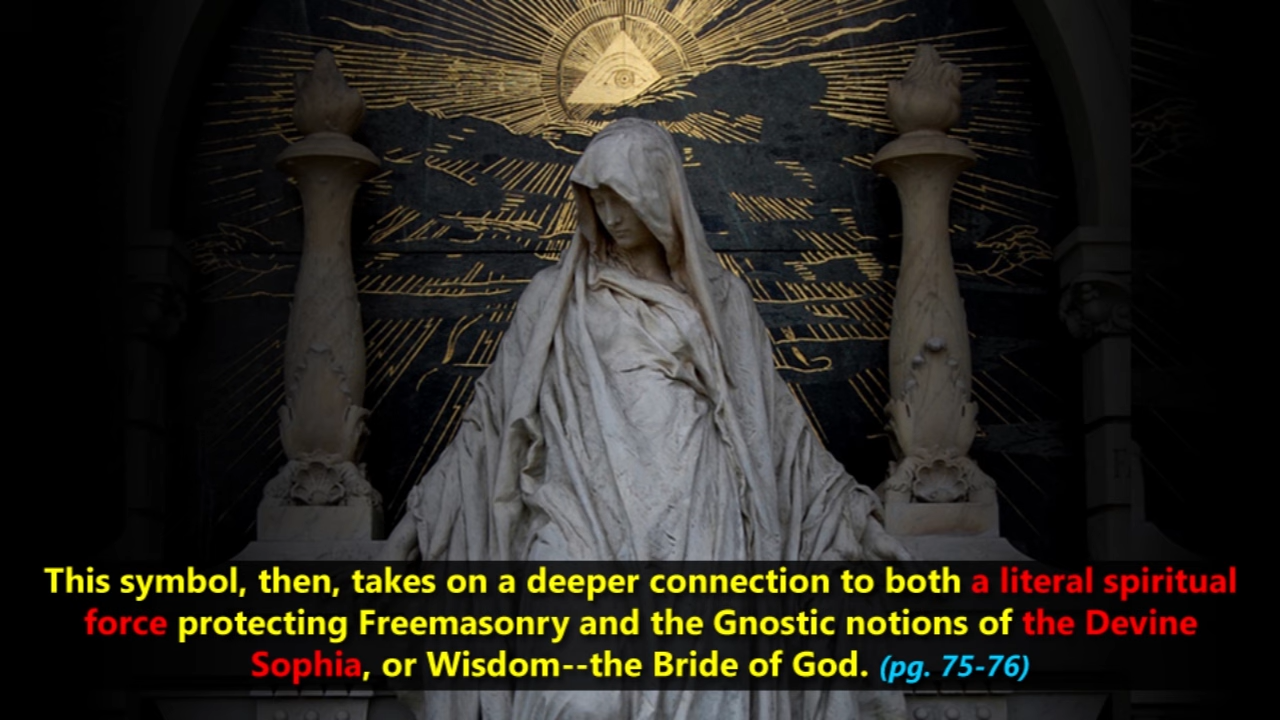 This symbol, then, takes on a deeper connection to both a literal spiritual
force protecting Freemasonry and the Gnostic notions of the Devine
Sophia, or Wisdom--the Bride of God. (pg. 75-76)